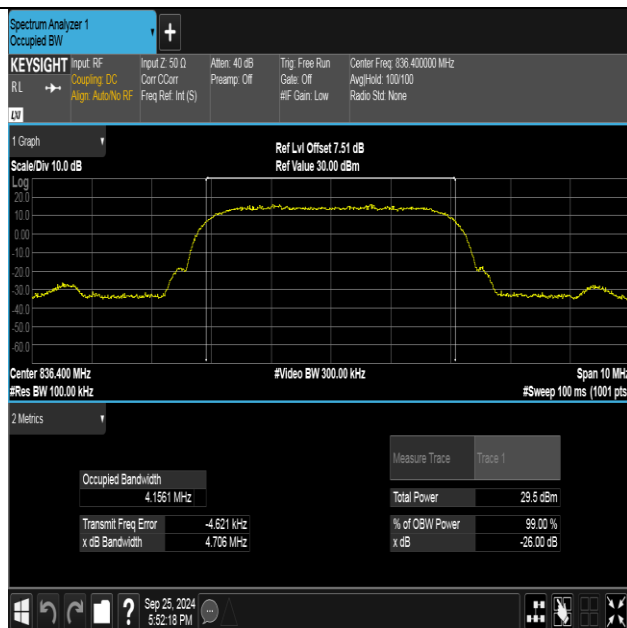 Spectrum Analyzer 1
Occupied BW
+
KEYSIGHT Input: RF Input Z: 50 Ω Atten: 40 dB Trig: Free Run Center Freq: 836.400000 MHz
RL Coupling: DC Corr CCorr Preamp: Off Gate: Off Avg|Hold: 100/100
Align: Auto/No RF Freq Ref: Int (S) #IF Gain: Low Radio Std: None
LXI
1 Graph Ref Lvl Offset 7.51 dB
Scale/Div 10.0 dB Ref Value 30.00 dBm
Log
20.0
10.0
0.00
-10.0
-20.0
-30.0
-40.0
-50.0
-60.0
Center 836.400 MHz #Video BW 300.00 kHz Span 10 MHz
#Res BW 100.00 kHz #Sweep 100 ms (1001 pts)
2 Metrics
Measure Trace Trace 1
Occupied Bandwidth
4.1561 MHz Total Power 29.5 dBm
Transmit Freq Error -4.621 kHz % of OBW Power 99.00 %
x dB Bandwidth 4.706 MHz x dB -26.00 dB
? Sep 25, 2024
5:52:18 PM